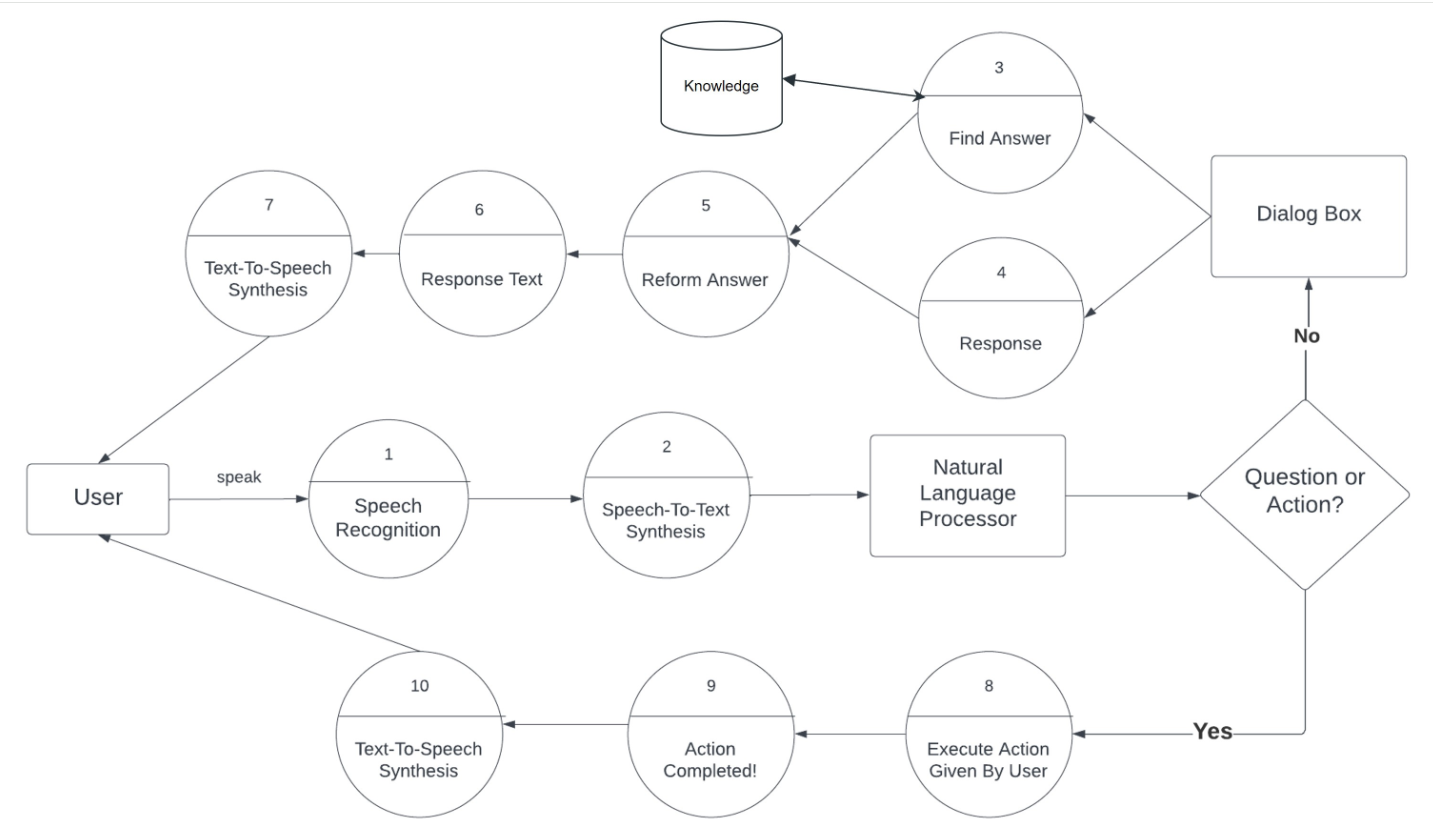 Knowledge
3
Find Answer
Dialog Box
7
Text-To-Speech
Synthesis
6
Response Text
5
Reform Answer
4
Response
No
User
speak
1
Speech
Recognition
2
Speech-To-Text
Synthesis
Natural
Language
Processor
Question or
Action?
10
Text-To-Speech
Synthesis
9
Action
Completed!
8
Execute Action
Given By User
Yes